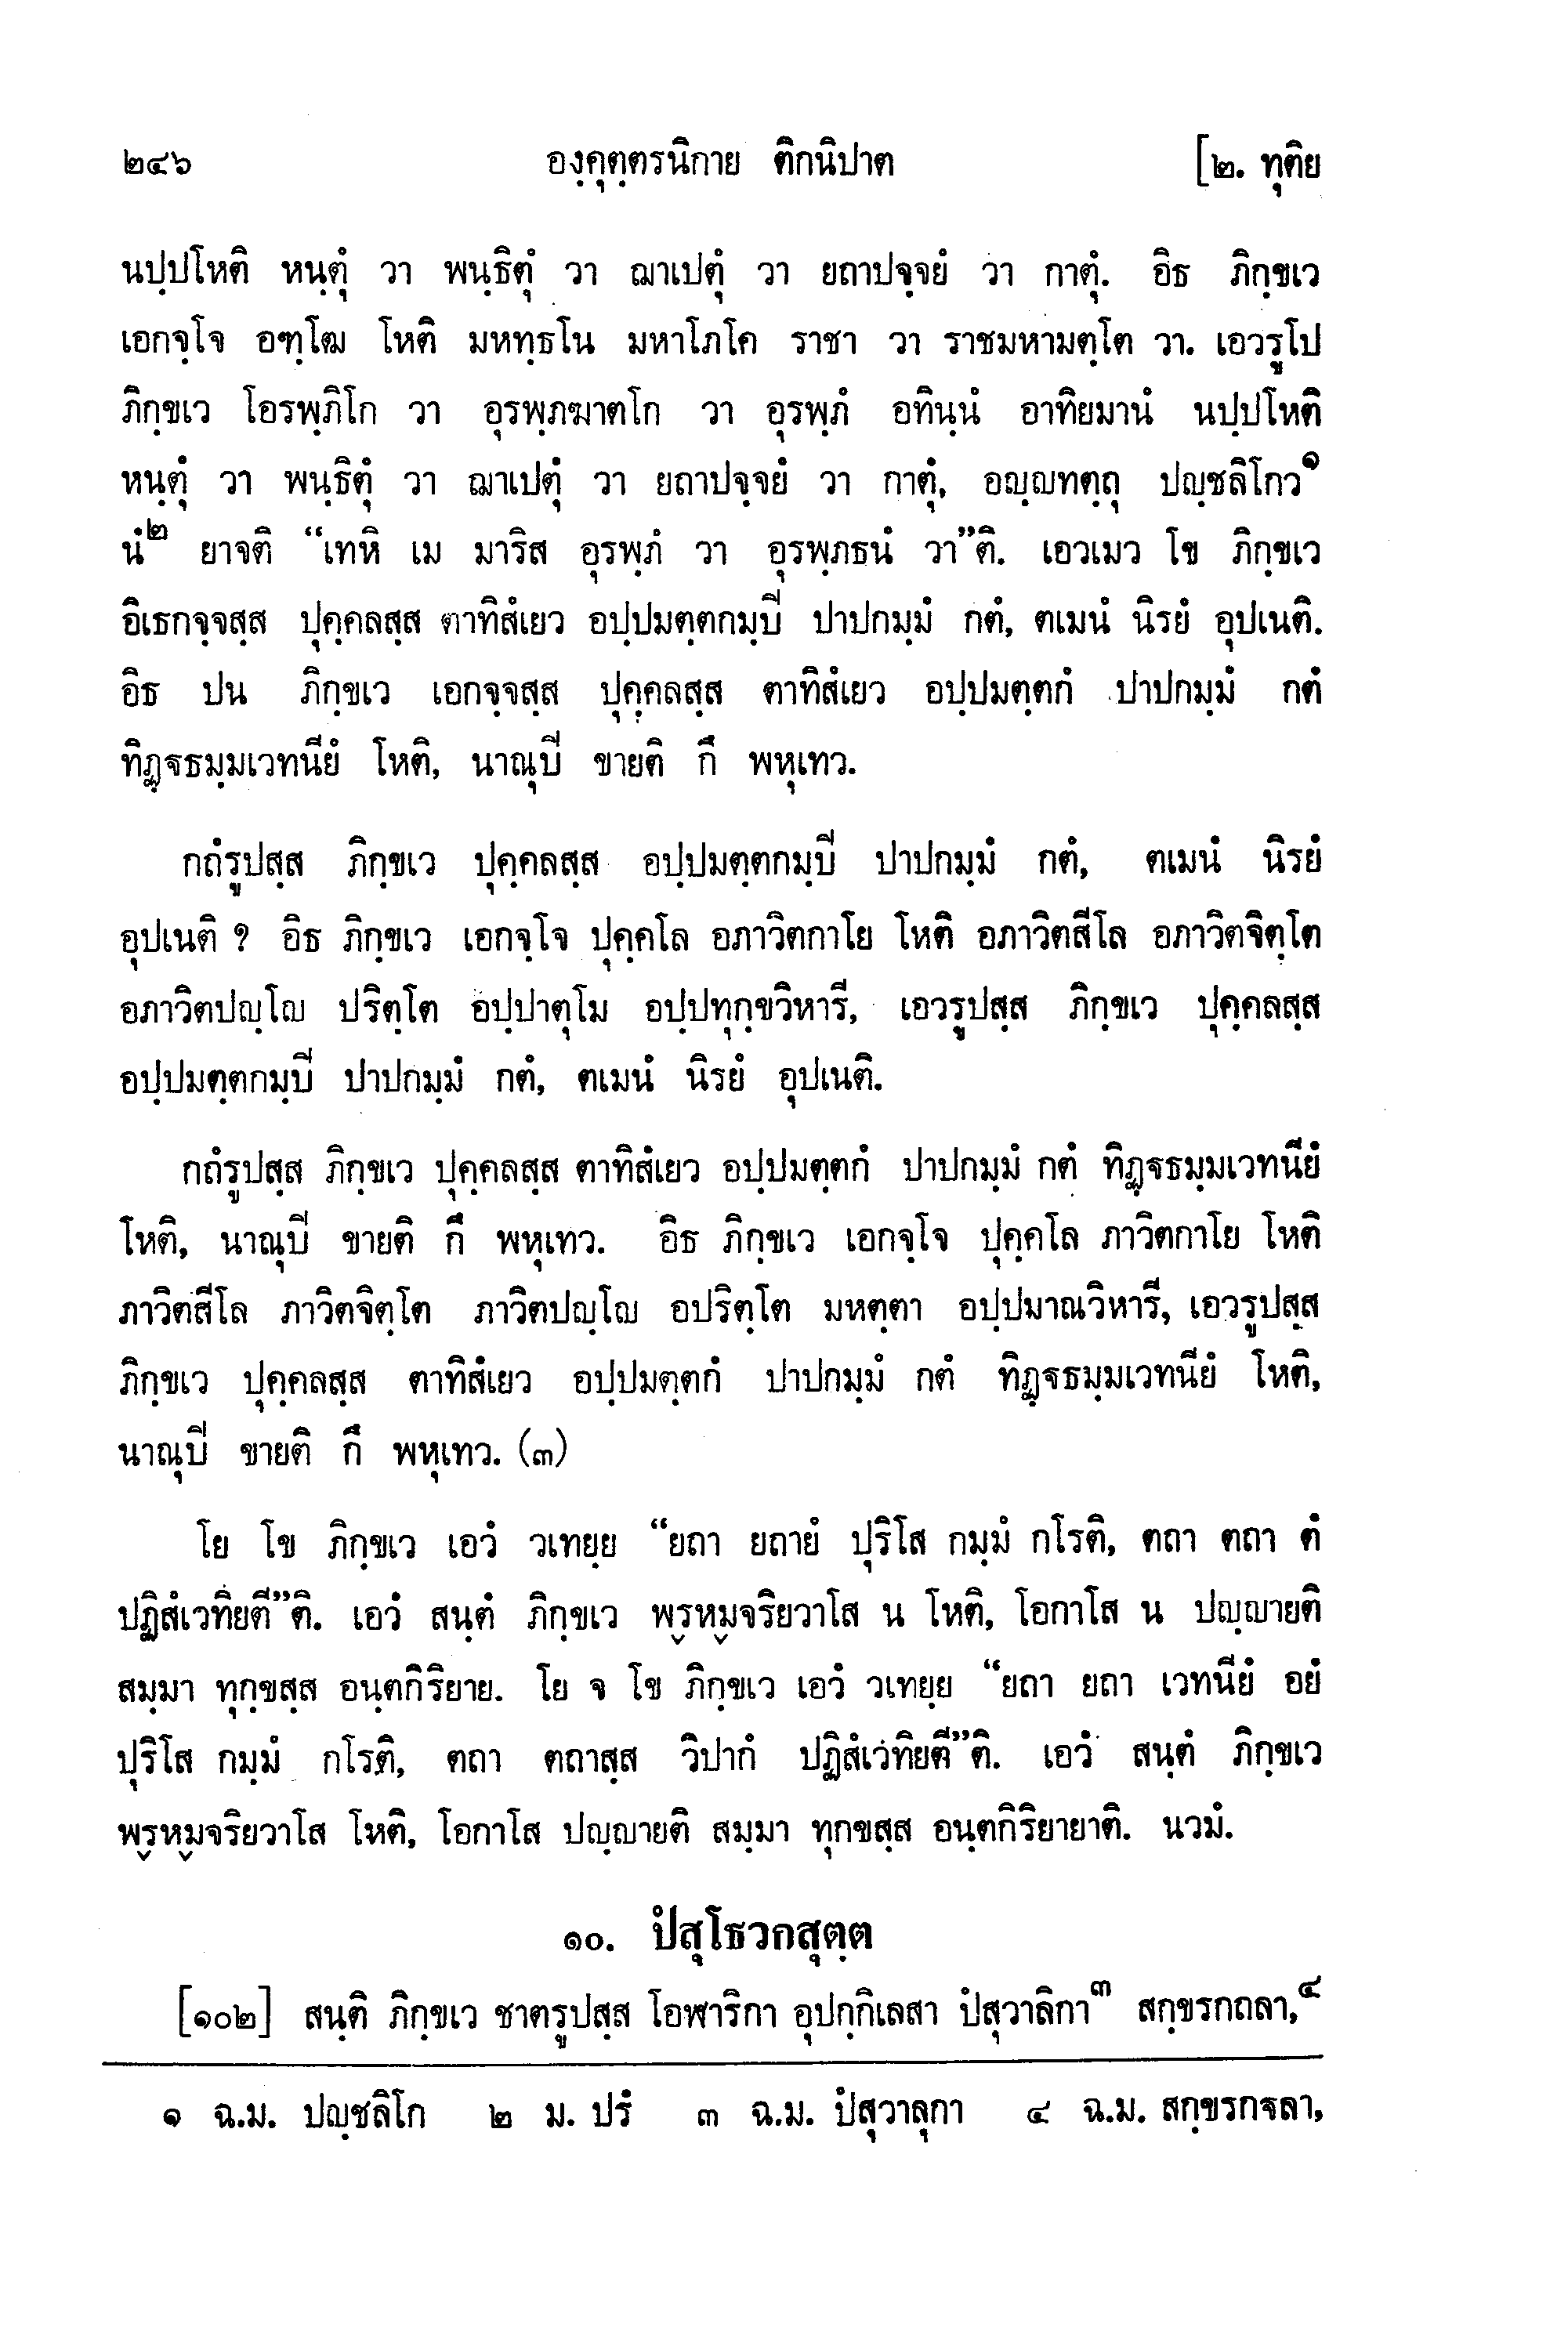 ๒๔๖ องฺคุตฺตรนิกาย ติกนิปาต [๒. ทุติย
นปฺปโหติ หนฺตุํ วา พนฺธิตุํ วา ฌาเปตุํ วา ยถาปจฺจยํ วา กาตุํ. อิธ ภิกฺขเว
เอกจฺโจ อฑฺโฒ โหติ มหทฺธโน มหาโภโค ราชา วา ราชมหามตฺโต วา. เอวรูโป
ภิกฺขเว โอรพฺภิโก วา อุรพฺภฆาตโก วา อุรพฺภํ อทินฺนํ อาทิยมานํ นปฺปโหติ
หนฺตุํ วา พนฺธิตุํ วา ฌาเปตุํ วา ยถาปจฺจยํ วา กาตุํ, อญฺญทตฺถุ ปญฺชลิโกว๑
นํ๒ ยาจติ “เทหิ เม มาริส อุรพฺภํ วา อุรพฺภธนํ วา”ติ. เอวเมว โข ภิกฺขเว
อิเธกจฺจสฺส ปุคฺคลสฺส ตาทิสํเยว อปฺปมตฺตกมฺปิ ปาปกมฺมํ กตํ, ตเมนํ นิรยํ อุปเนติ.
อิธ ปน ภิกฺขเว เอกจฺจสฺส ปุคฺคลสฺส ตาทิสํเยว อปฺปมตฺตกํ ปาปกมฺมํ กตํ
ทิฏฺฐธมฺมเวทนียํ โหติ, นาณุปิ ขายติ กึ พหุเทว.
กถํรูปสฺส ภิกฺขเว ปุคฺคลสฺส อปฺปมตฺตกมฺปิ ปาปกมฺมํ กตํ, ตเมนํ นิรยํ
อุปเนติ ? อิธ ภิกฺขเว เอกจฺโจ ปุคฺคโล อภาวิตกาโย โหติ อภาวิตสีโล อภาวิตจิตฺโต
อภาวิตปญฺโญ ปริตฺโต อปฺปาตุโม อปฺปทุกฺขวิหารี, เอวรูปสฺส ภิกฺขเว ปุคฺคลสฺส
อปฺปมตฺตกมฺปิ ปาปกมฺมํ กตํ, ตเมนํ นิรยํ อุปเนติ.
กถํรูปสฺส ภิกฺขเว ปุคฺคลสฺส ตาทิสํเยว อปฺปมตฺตกํ ปาปกมฺมํ กตํ ทิฏฺฐธมฺมเวทนียํ
โหติ, นาณุปิ ขายติ กึ พหุเทว. อิธ ภิกฺขเว เอกจฺโจ ปุคฺคโล ภาวิตกาโย โหติ
ภาวิตสีโล ภาวิตจิตฺโต ภาวิตปญฺโญ อปริตฺโต มหตฺตา อปฺปมาณวิหารี, เอวรูปสฺส
ภิกฺขเว ปุคฺคลสฺส ตาทิสํเยว อปฺปมตฺตกํ ปาปกมฺมํ กตํ ทิฏฺฐธมฺมเวทนียํ โหติ,
นาณุปิ ขายติ กึ พหุเทว. (๓)
โย โข ภิกฺขเว เอวํ วเทยฺย “ยถา ยถายํ ปุริโส กมฺมํ กโรติ, ตถา ตถา ตํ
ปฏิสํเวทิยตี”ติ. เอวํ สนฺตํ ภิกฺขเว พฺรหฺมจริยวาโส น โหติ, โอกาโส น ปญฺญายติ
สมฺมา ทุกฺขสฺส อนฺตกิริยาย. โย จ โข ภิกฺขเว เอวํ วเทยฺย “ยถา ยถา เวทนียํ อยํ
ปุริโส กมฺมํ กโรติ, ตถา ตถาสฺส วิปากํ ปฏิสํเวทิยตี”ติ. เอวํ สนฺตํ ภิกฺขเว
พฺรหฺมจริยวาโส โหติ, โอกาโส ปญฺญายติ สมฺมา ทุกขสฺส อนฺตกิริยายาติ. นวมํ.
๑๐. ปํสุโธวกสุตฺต
[๑๐๒] สนฺติ ภิกฺขเว ชาตรูปสฺส โอฬาริกา อุปกฺกิเลสา ปํสุวาลิกา๓ สกฺขรกถลา,๔
๑ ฉ.ม. ปญฺชลิโก ๒ ม. ปรํ ๓ ฉ.ม. ปํสุวาลุกา ๔ ฉ.ม. สกฺขรกฐลา,